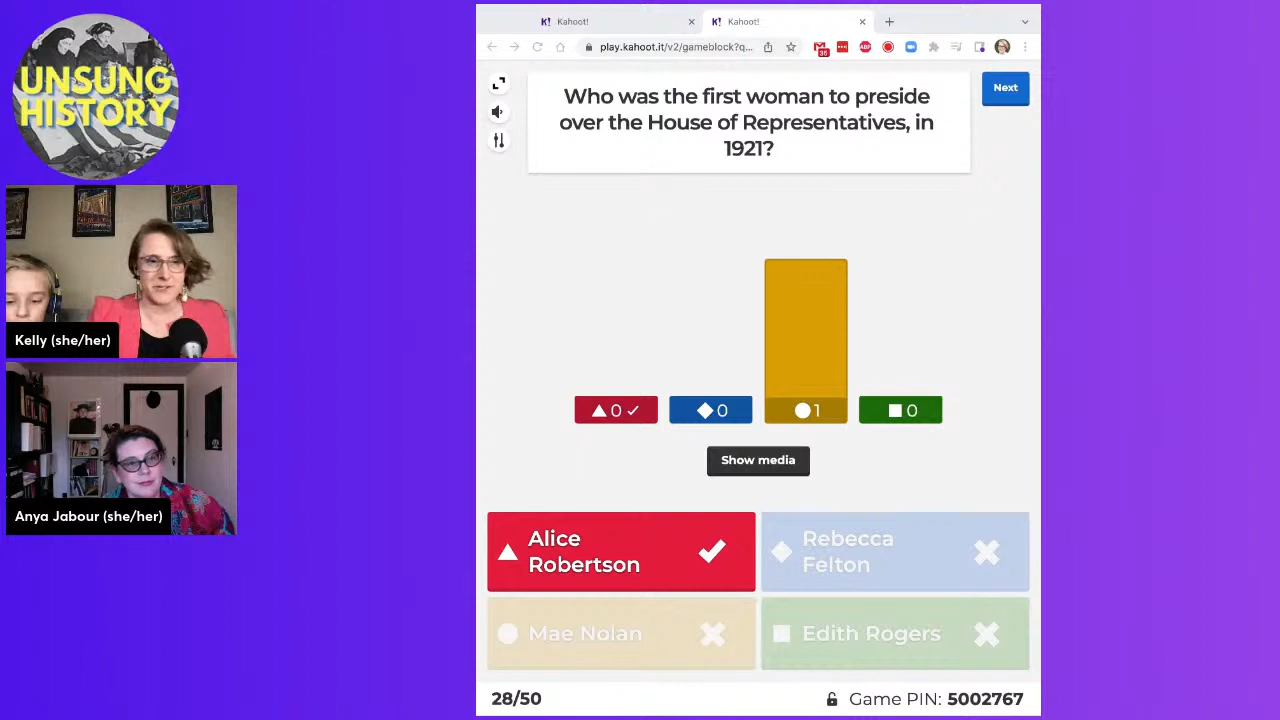 UNSUNG
HISTORY
Kelly (she/her)
Anya Jabour (she/her)
K! Kahoot!
K! Kahoot!
play.kahoot.it/v2/gameblock?q...
36
ABP
Who was the first woman to preside
over the House of Representatives, in
1921?
Next
0
0
1
0
Show media
Alice
Robertson
Rebecca
Felton
Mae Nolan
Edith Rogers
28/50
Game PIN: 5002767